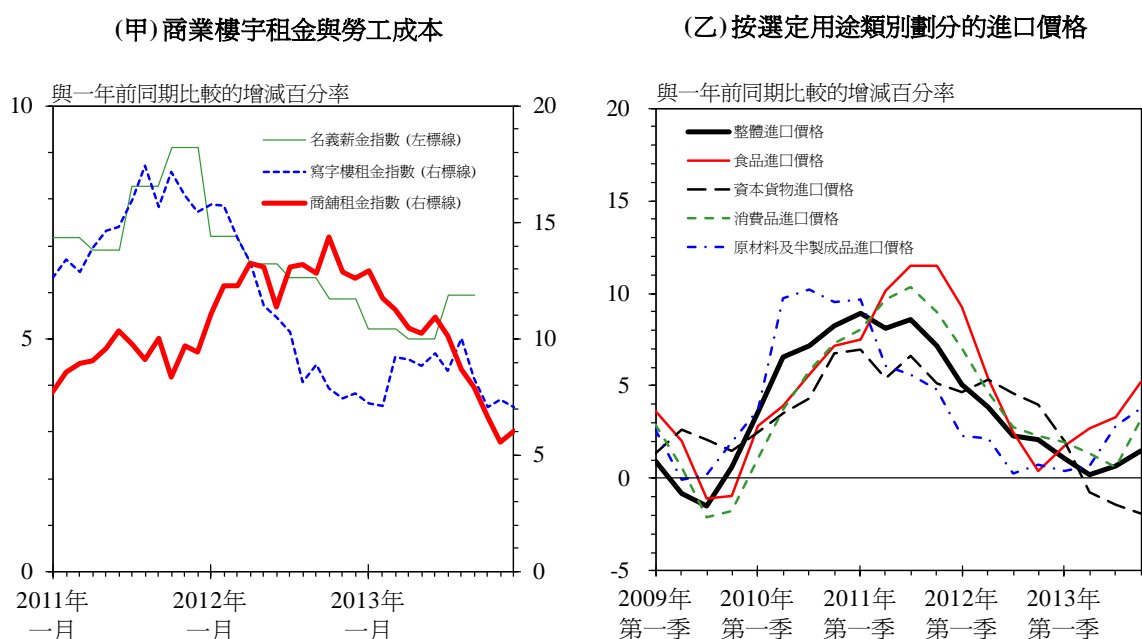 (甲) 商業樓宇租金與勞工成本
與一年前同期比較的增減百分率
10
5
0
20
15
10
5
0
名義薪金指數 (左標線)
寫字樓租金指數 (右標線)
商舖租金指數 (右標線)
2011年
一月
2012年
一月
2013年
一月
(乙) 按選定用途類別劃分的進口價格
與一年前同期比較的增減百分率
20
15
10
5
0
-5
整體進口價格
食品進口價格
資本貨物進口價格
消費品進口價格
原材料及半製成品進口價格
2009年
第一季
2010年
第一季
2011年
第一季
2012年
第一季
2013年
第一季